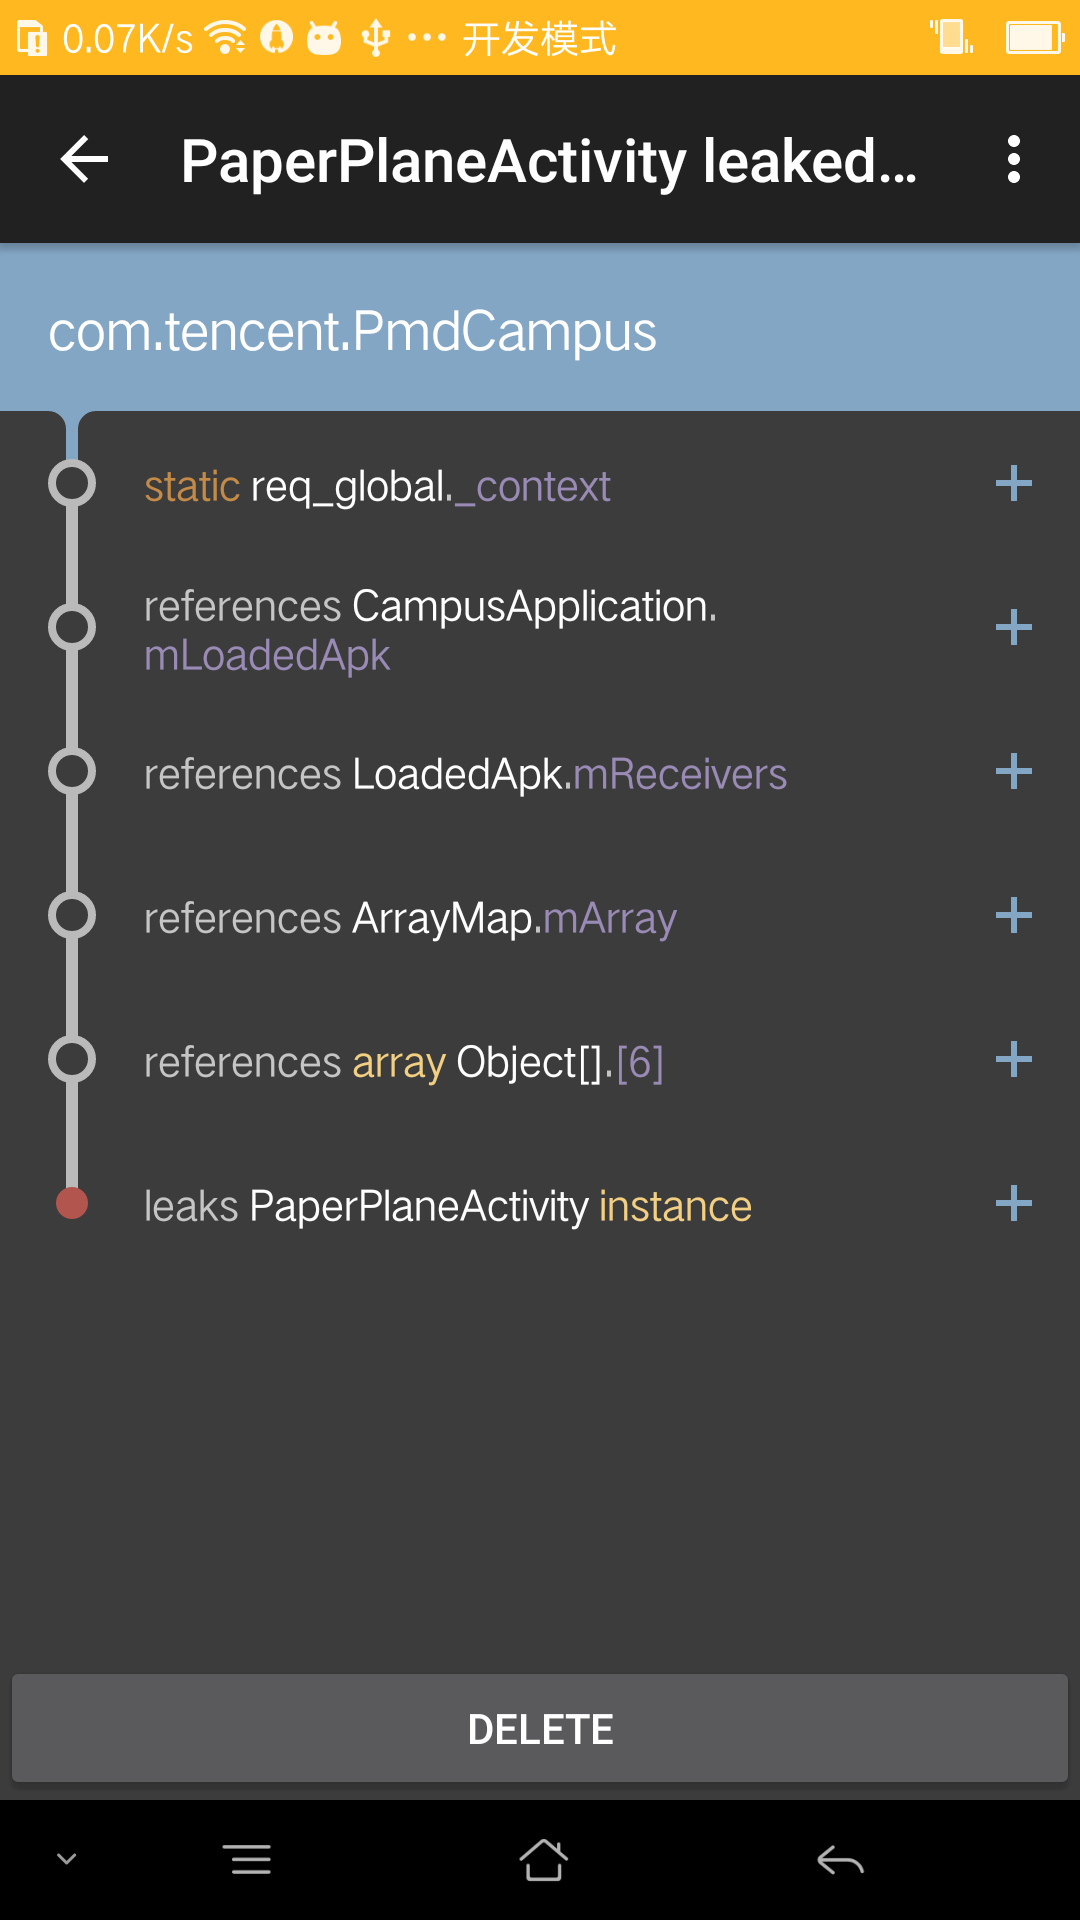 0.07K/s ··· 开发模式
PaperPlaneActivity leaked...
com.tencent.PmdCampus
static req_global._context
references CampusApplication.
mLoadedApk
references LoadedApk.mReceivers
references ArrayMap.mArray
references array Object[].[6]
leaks PaperPlaneActivity instance
DELETE